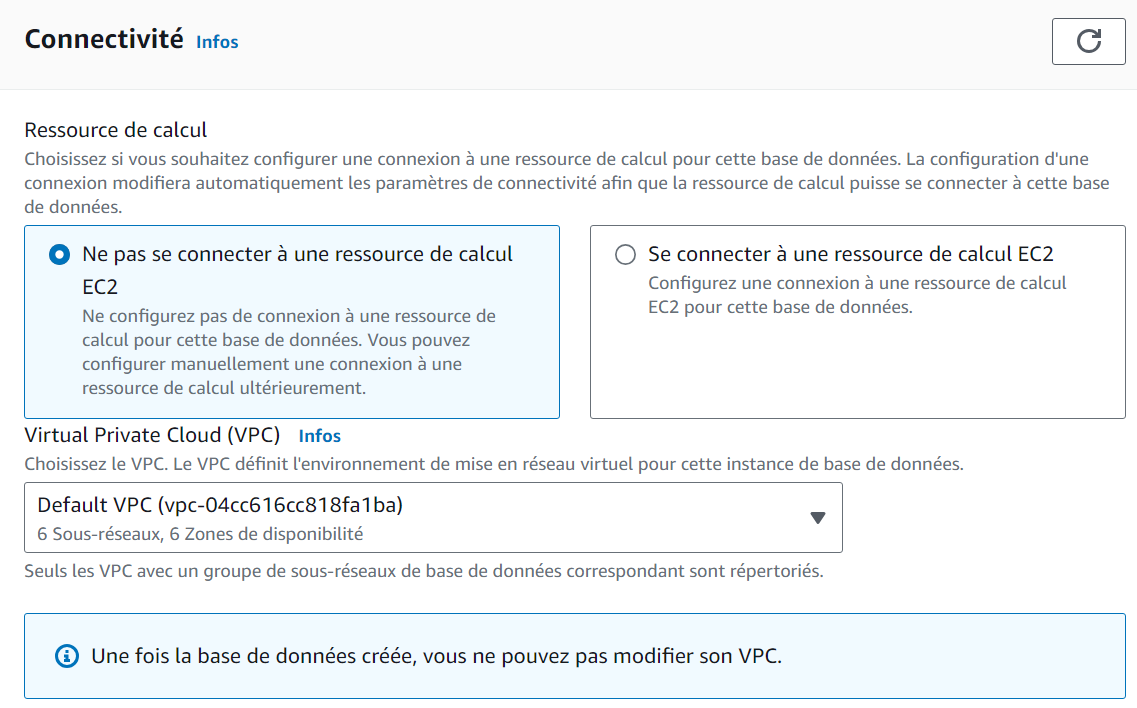 Connectivité Infos
Ressource de calcul
Choisissez si vous souhaitez configurer une connexion à une ressource de calcul pour cette base de données. La configuration d'une
connexion modifiera automatiquement les paramètres de connectivité afin que la ressource de calcul puisse se connecter à cette base
de données.
Ne pas se connecter à une ressource de calcul
EC2
Ne configurez pas de connexion à une ressource de
calcul pour cette base de données. Vous pouvez
configurer manuellement une connexion à une
ressource de calcul ultérieurement.
Se connecter à une ressource de calcul EC2
Configurez une connexion à une ressource de calcul
EC2 pour cette base de données.
Virtual Private Cloud (VPC) Infos
Choisissez le VPC. Le VPC définit l'environnement de mise en réseau virtuel pour cette instance de base de données.
Default VPC (vpc-04cc616cc818fa1ba)
6 Sous-réseaux, 6 Zones de disponibilité
Seuls les VPC avec un groupe de sous-réseaux de base de données correspondant sont répertoriés.
Une fois la base de données créée, vous ne pouvez pas modifier son VPC.